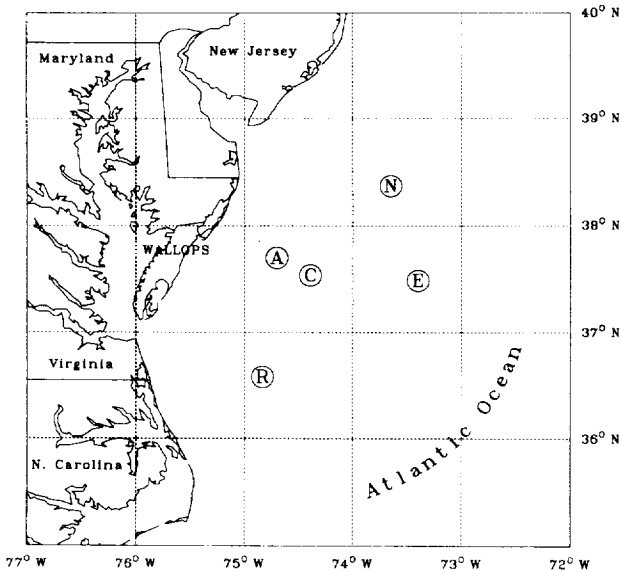 40° N
Maryland
New Jersey
39° N
N
38° N
WALLOPS
A
C
E
37° N
Virginia
R
Atlantic Ocean
36° N
N. Carolina
77° W
76° W
75° W
74° W
73° W
72° W